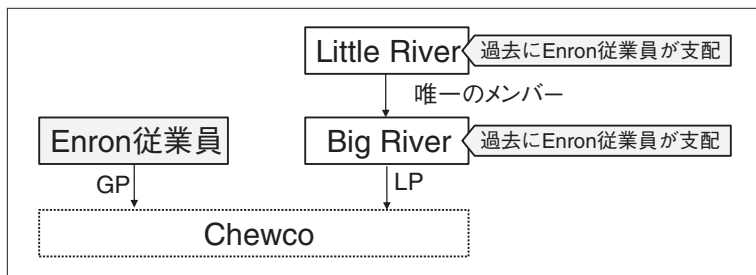 Little River
過去にEnron従業員が支配
唯一のメンバー
Enron従業員
Big River
過去にEnron従業員が支配
GP
LP
Chewco